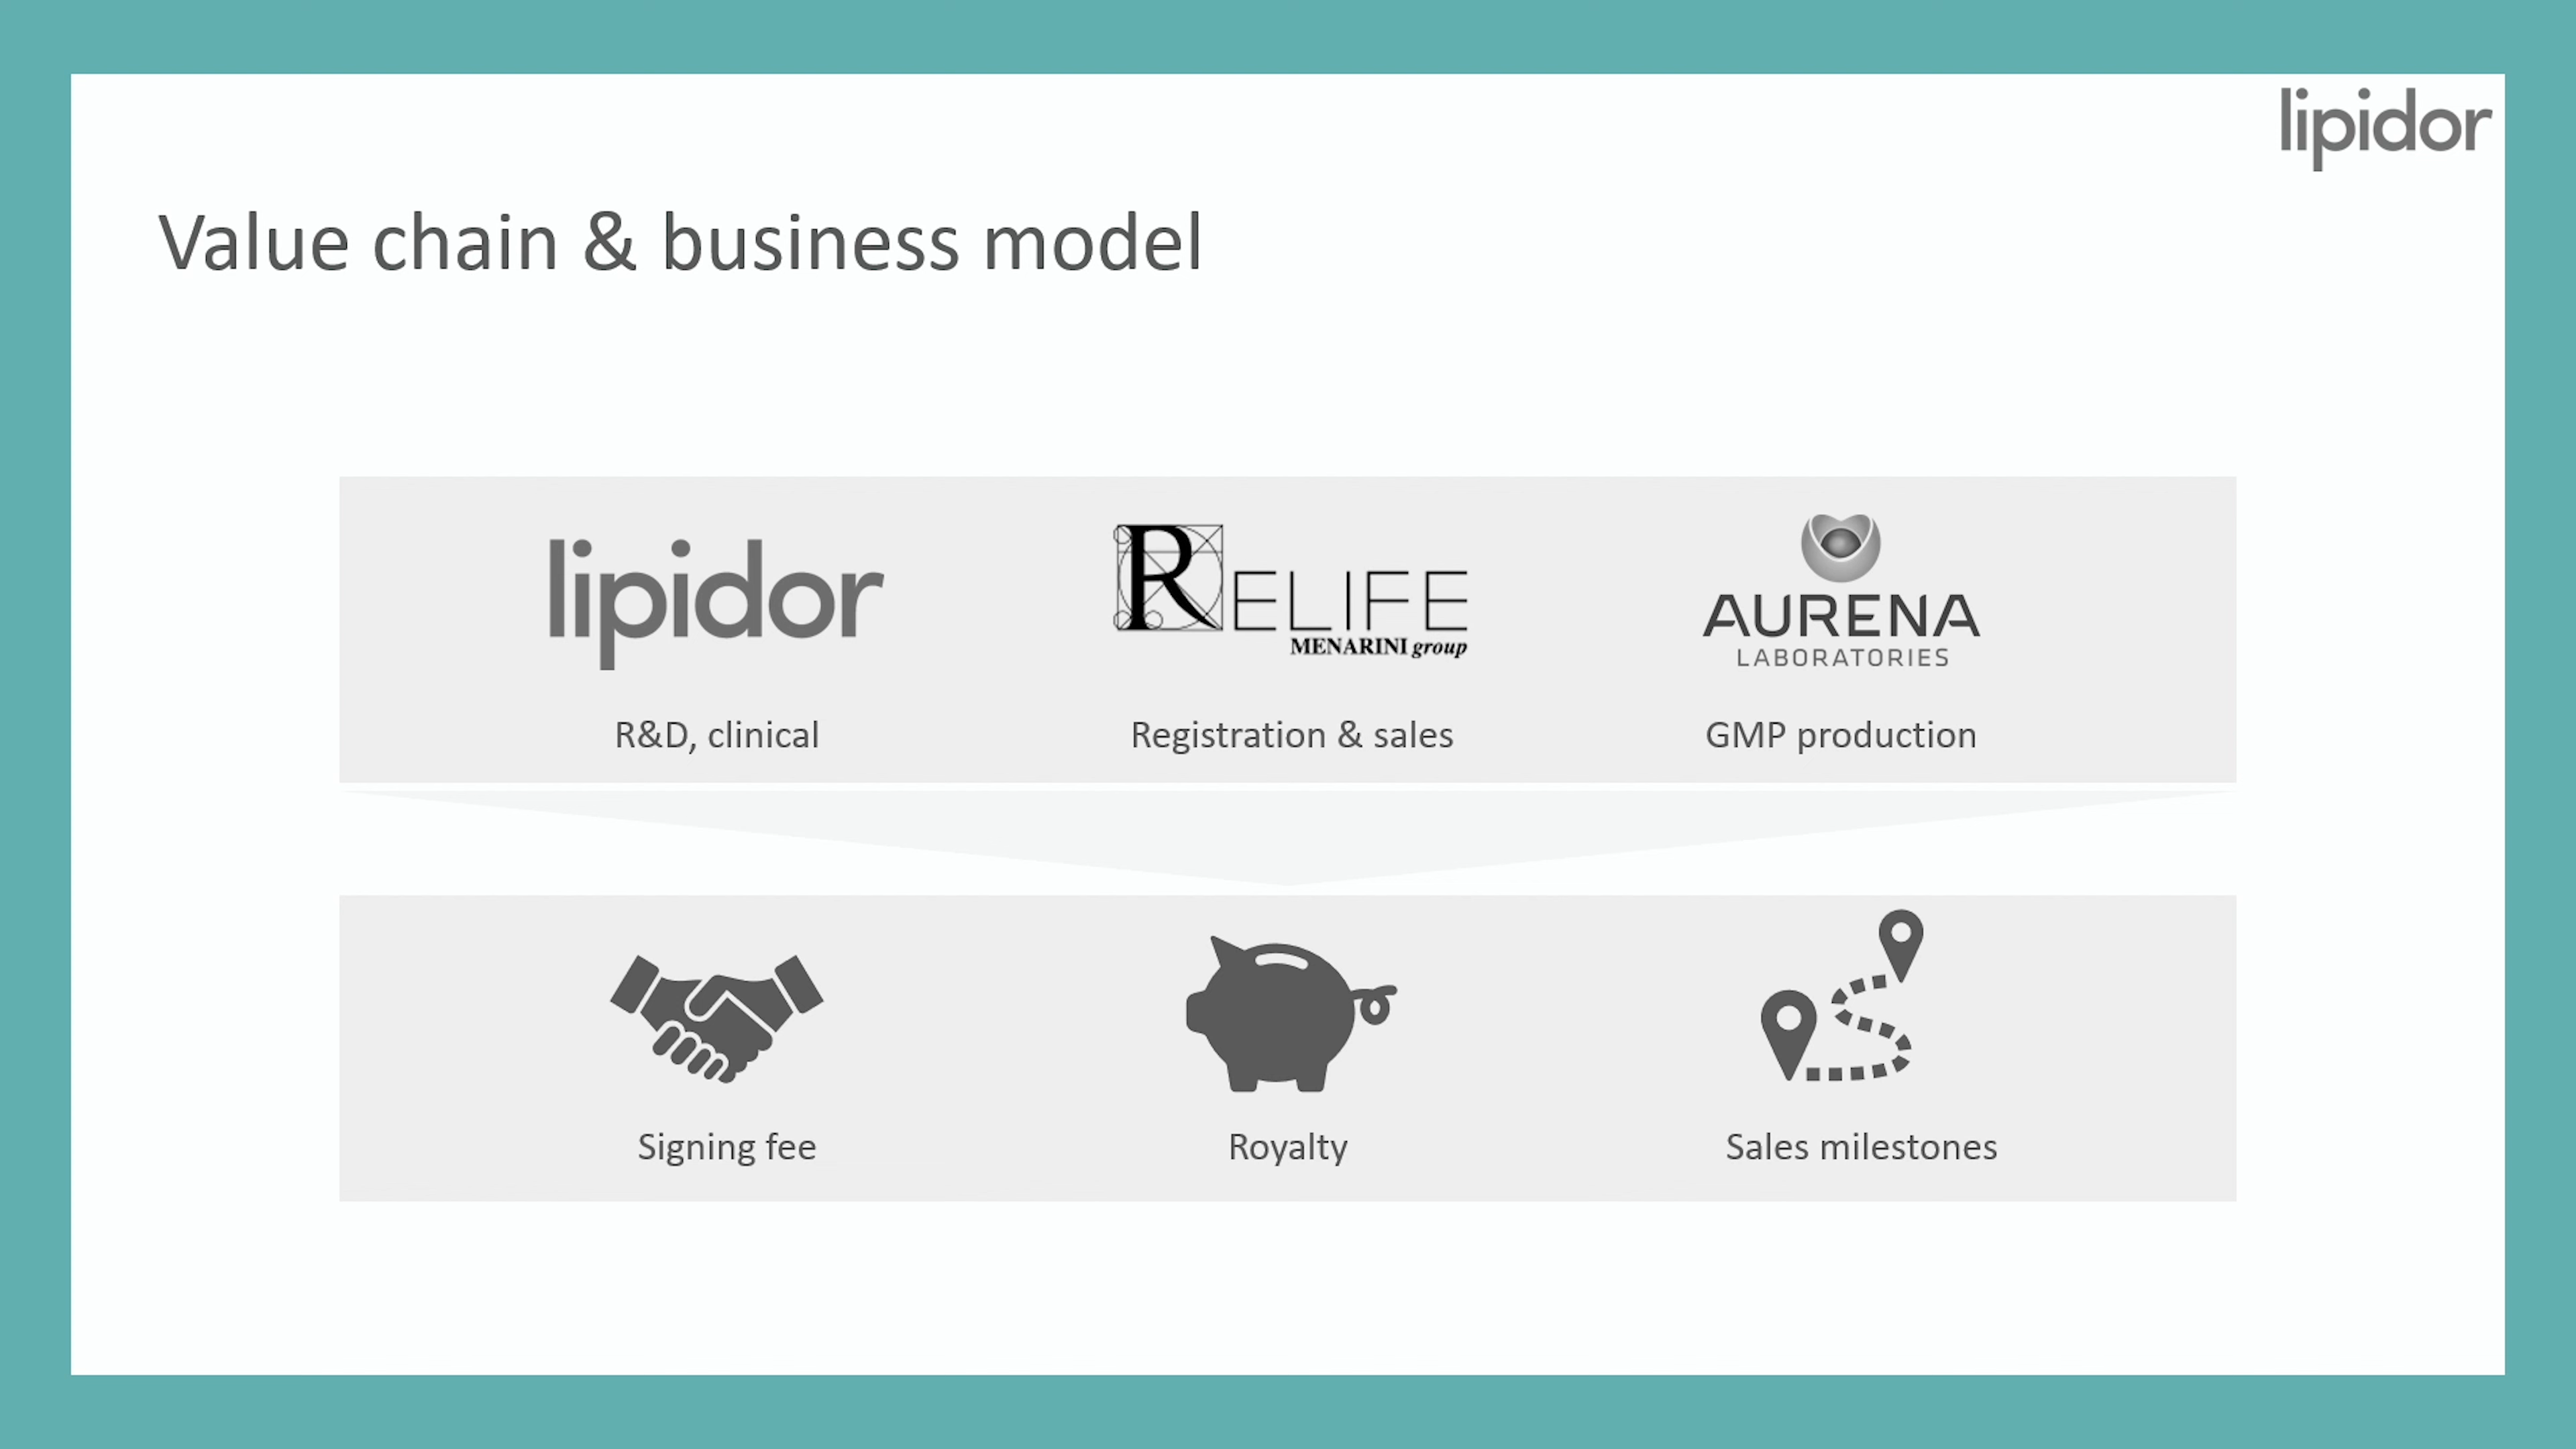 lipidor
Value chain & business model
lipidor
RELIFE
MENARINI group
AURENA
LABORATORIES
R&D, clinical
Registration & sales
GMP production
Signing fee
Royalty
Sales milestones